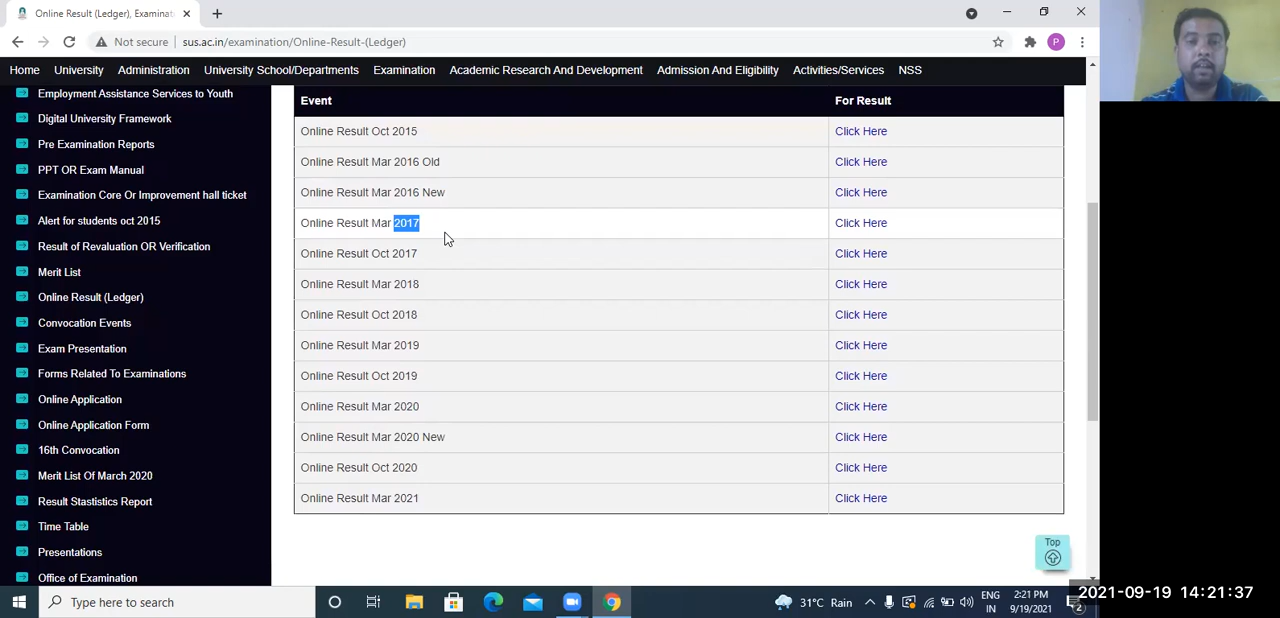 Online Result (Ledger), Examinat
Not secure
sus.ac.in/examination/Online-Result-(Ledger)
P
Home University Administration University School/Departments Examination Academic Research And Development Admission And Eligibility Activities/Services NSS
Employment Assistance Services to Youth
Digital University Framework
Pre Examination Reports
PPT OR Exam Manual
Examination Core Or Improvement hall ticket
Alert for students oct 2015
Result of Revaluation OR Verification
Merit List
Online Result (Ledger)
Convocation Events
Exam Presentation
Forms Related To Examinations
Online Application
Online Application Form
16th Convocation
Merit List Of March 2020
Result Stastistics Report
Time Table
Presentations
Office of Examination
Event For Result
Online Result Oct 2015 Click Here
Online Result Mar 2016 Old Click Here
Online Result Mar 2016 New Click Here
Online Result Mar 2017 Click Here
Online Result Oct 2017 Click Here
Online Result Mar 2018 Click Here
Online Result Oct 2018 Click Here
Online Result Mar 2019 Click Here
Online Result Oct 2019 Click Here
Online Result Mar 2020 Click Here
Online Result Mar 2020 New Click Here
Online Result Oct 2020 Click Here
Online Result Mar 2021 Click Here
Top
Type here to search
31°C Rain
ENG
IN
2:21 PM
9/19/2021
2
2021-09-19 14:21:37